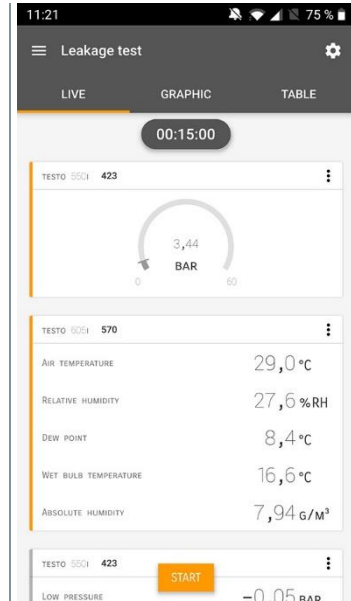 11:21 75 %
Leakage test
LIVE GRAPHIC TABLE
00:15:00
TESTO 550I 423
3,44
BAR
0 60
TESTO 605I 570
AIR TEMPERATURE 29,0 °C
RELATIVE HUMIDITY 27,6 %RH
DEW POINT 8,4 °C
WET BULB TEMPERATURE 16,6 °C
ABSOLUTE HUMIDITY 7,94 G/M³
TESTO 550I 423
START
LOW PRESSURE -0,05 BAR